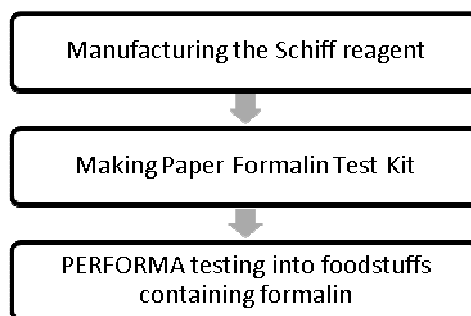 Manufacturing the Schiff reagent
Making Paper Formalin Test Kit
PERFORMA testing into foodstuffs
containing formalin